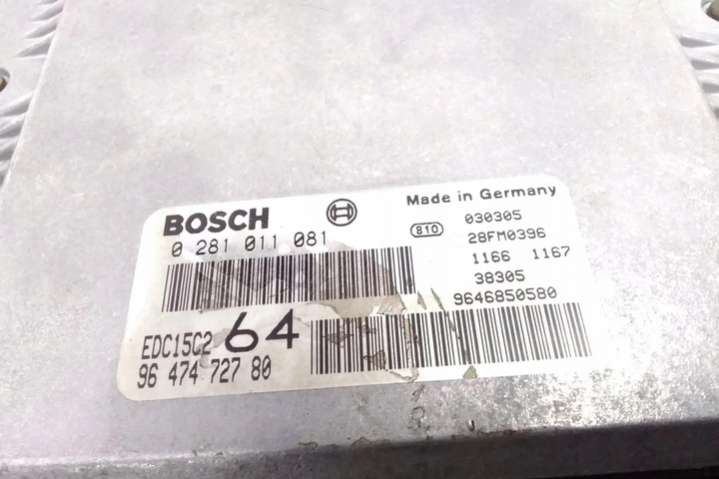 BOSCH
0 281 011 081
EDC15C2 64
96 474 727 80
Made in Germany
030305
810 28FM0396
1166 1167
38305
9646850580